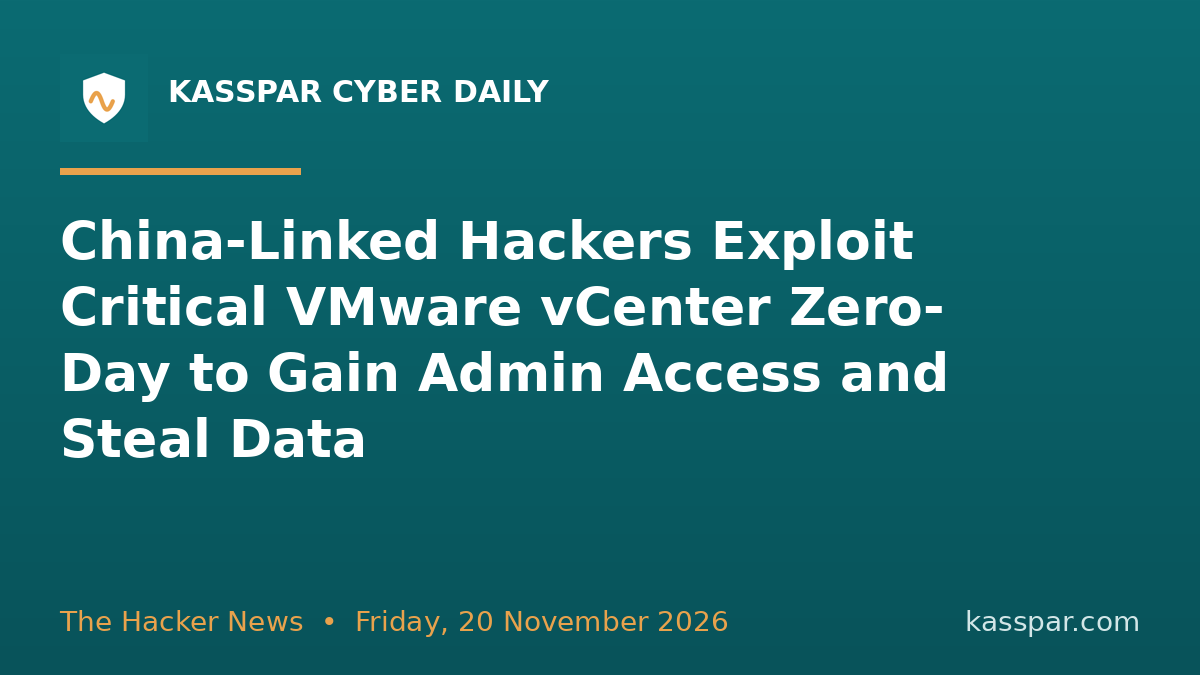 KASSPAR CYBER DAILY
China-Linked Hackers Exploit
Critical VMware vCenter Zero-
Day to Gain Admin Access and
Steal Data
The Hacker News • Friday, 20 November 2026
kasspar.com